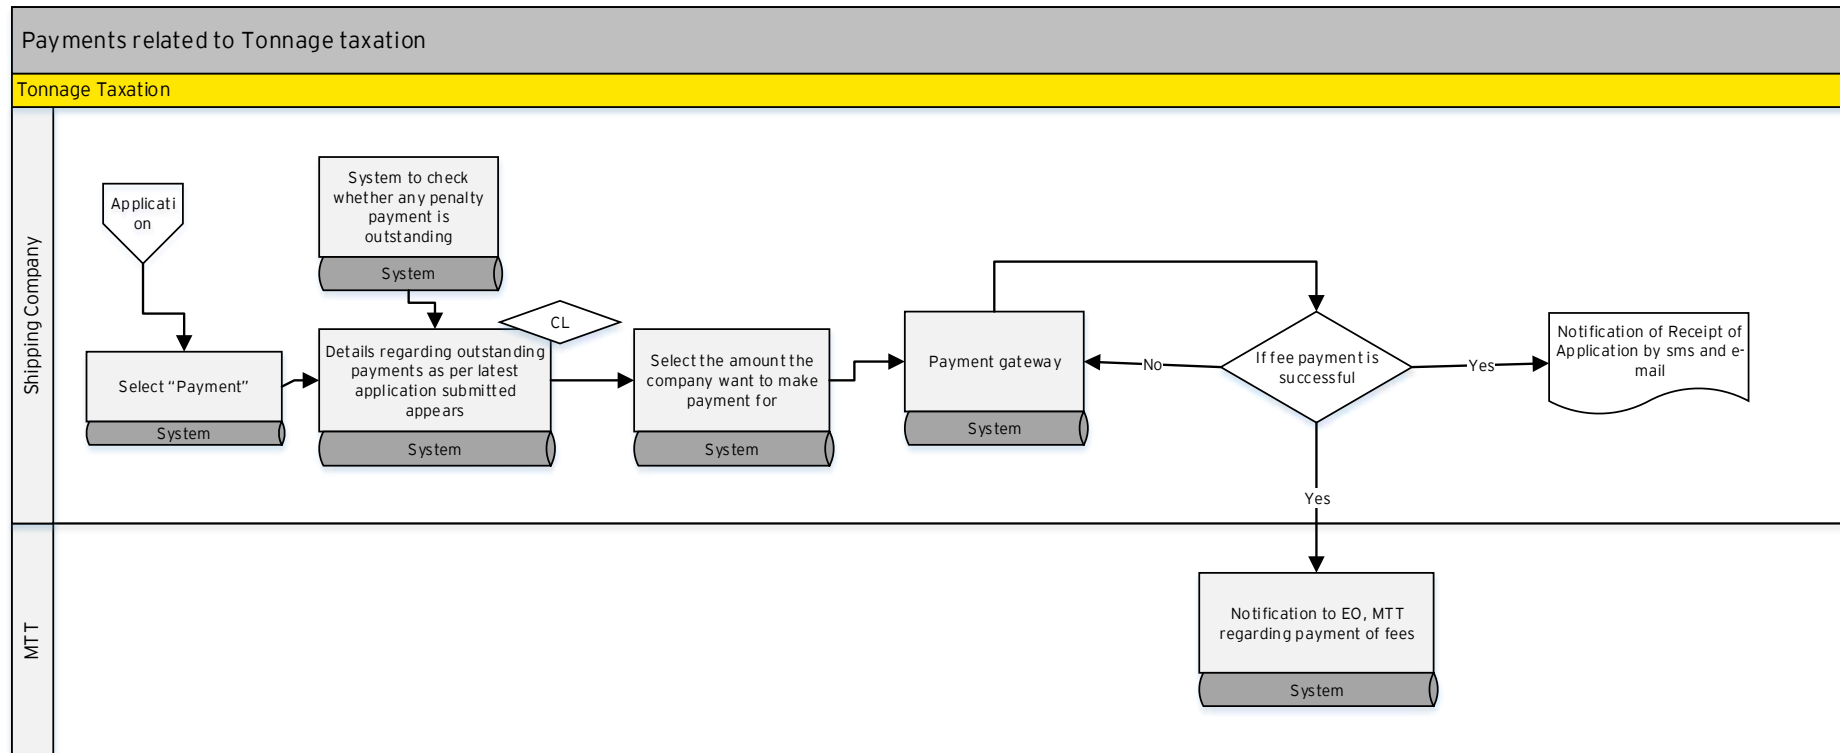 Payments related to Tonnage taxation
Tonnage Taxation
Shipping Company
Applicati
on
System to check
whether any penalty
payment is
outstanding
System
CL
Select “Payment”
System
Details regarding outstanding
payments as per latest
application submitted
appears
System
Select the amount the
company want to make
payment for
System
Payment gateway
System
No
If fee payment is
successful
Yes
Notification of Receipt of
Application by sms and e-
mail
Yes
MTT
Notification to EO, MTT
regarding payment of fees
System